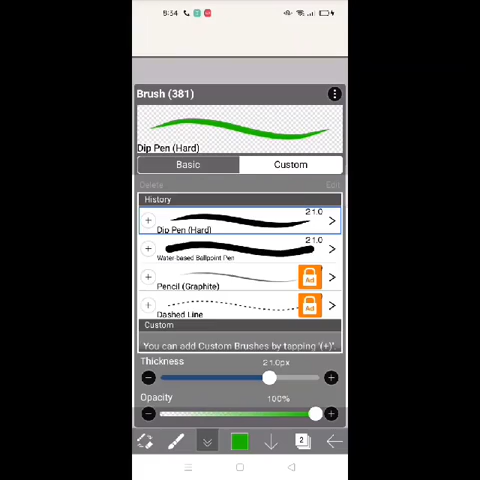 8:34
Brush (381)
Dip Pen (Hard)
Basic
Custom
Delete
Edit
History
21.0
Dip Pen (Hard)
21.0
Water-based Ballpoint Pen
Ad
Pencil (Graphite)
Ad
Dashed Line
Custom
You can add Custom Brushes by tapping '(+)'.
Thickness
21.0px
Opacity
100%
2